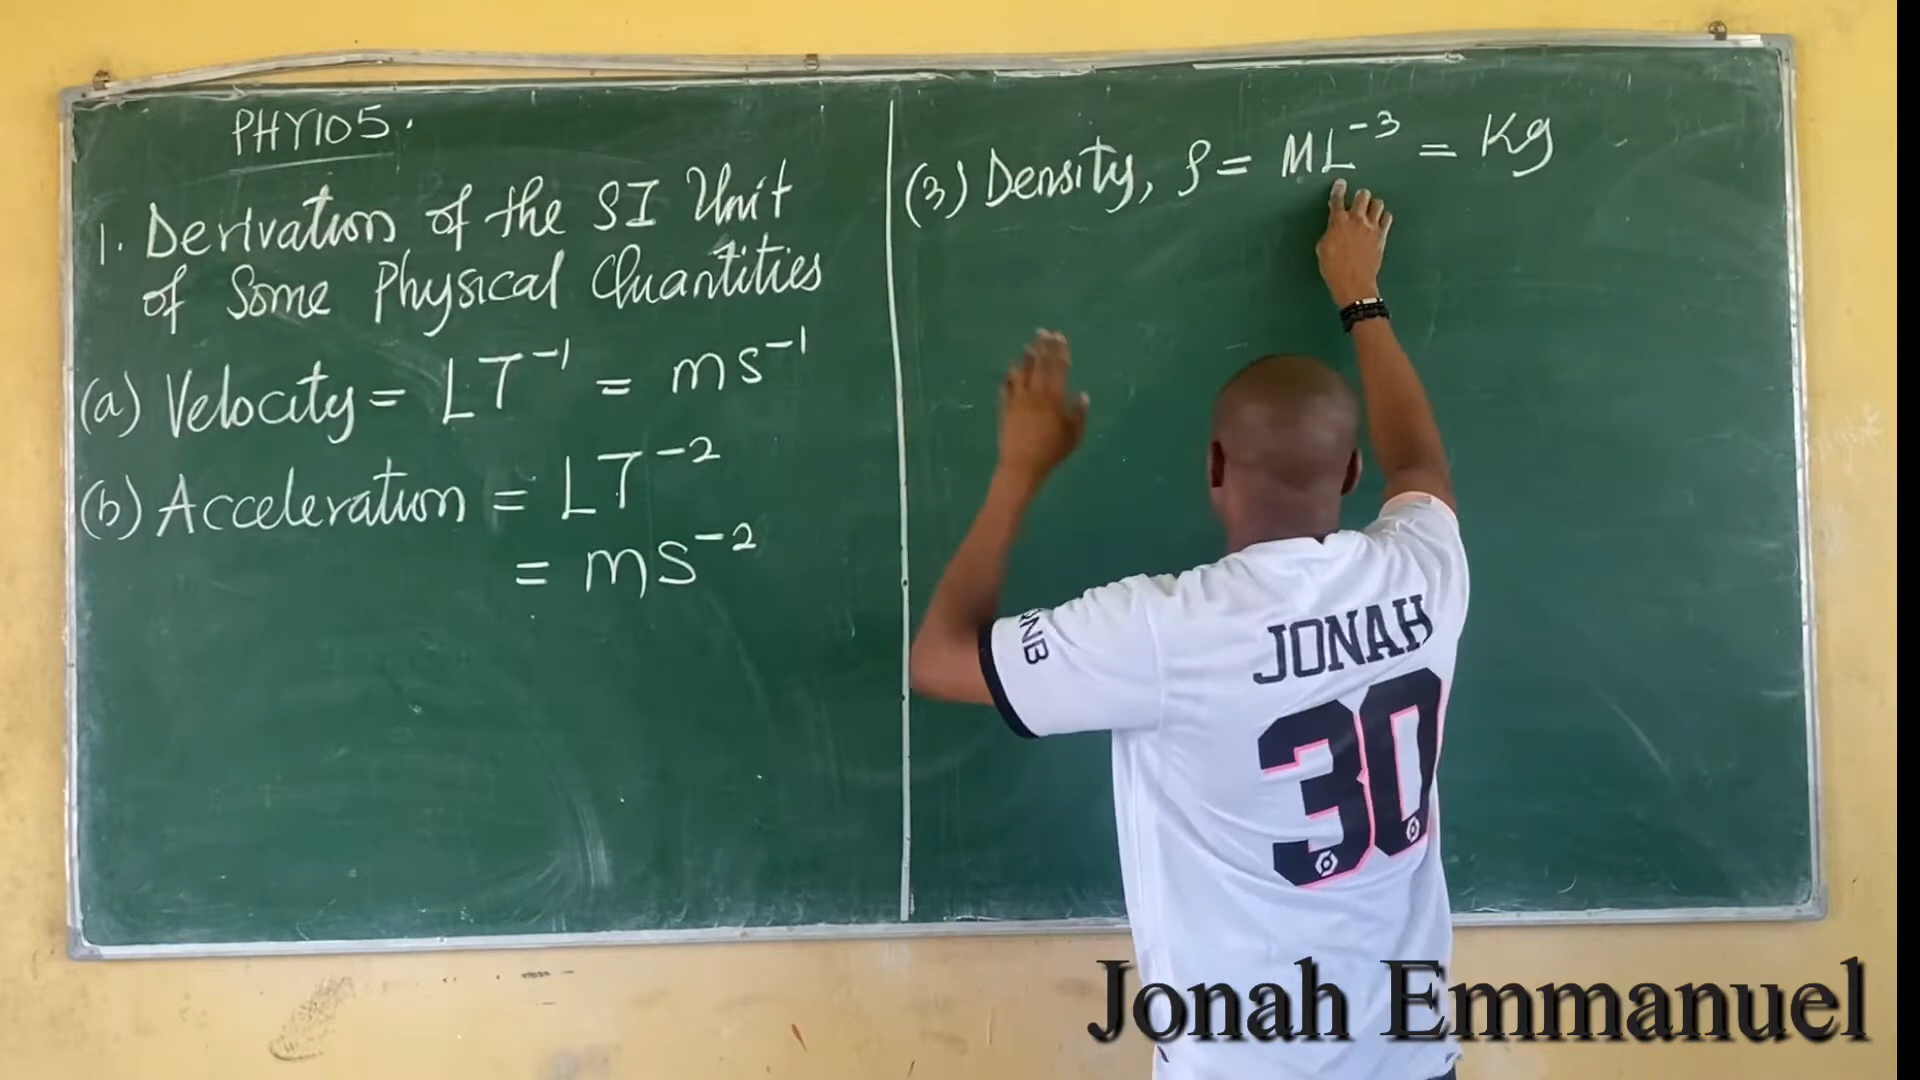 PHY105.
1. Derivation of the SI Unit
of Some Physical Quantities
(a) Velocity = LT⁻¹ = ms⁻¹
(b) Acceleration = LT⁻²
= ms⁻²
(3) Density, ρ = ML⁻³ = Kg
QNB
JONAH
30
Jonah Emmanuel